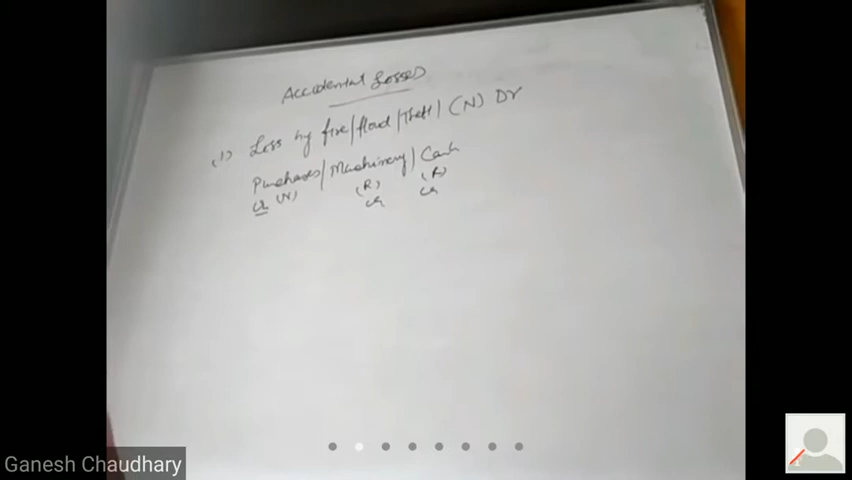 Accidental Losses
(1) Loss by fire/flood/Theft/ (N) Dr
Purchases/Machinery/Cash
Cr (N) (R) (R)
Cr Cr
Ganesh Chaudhary